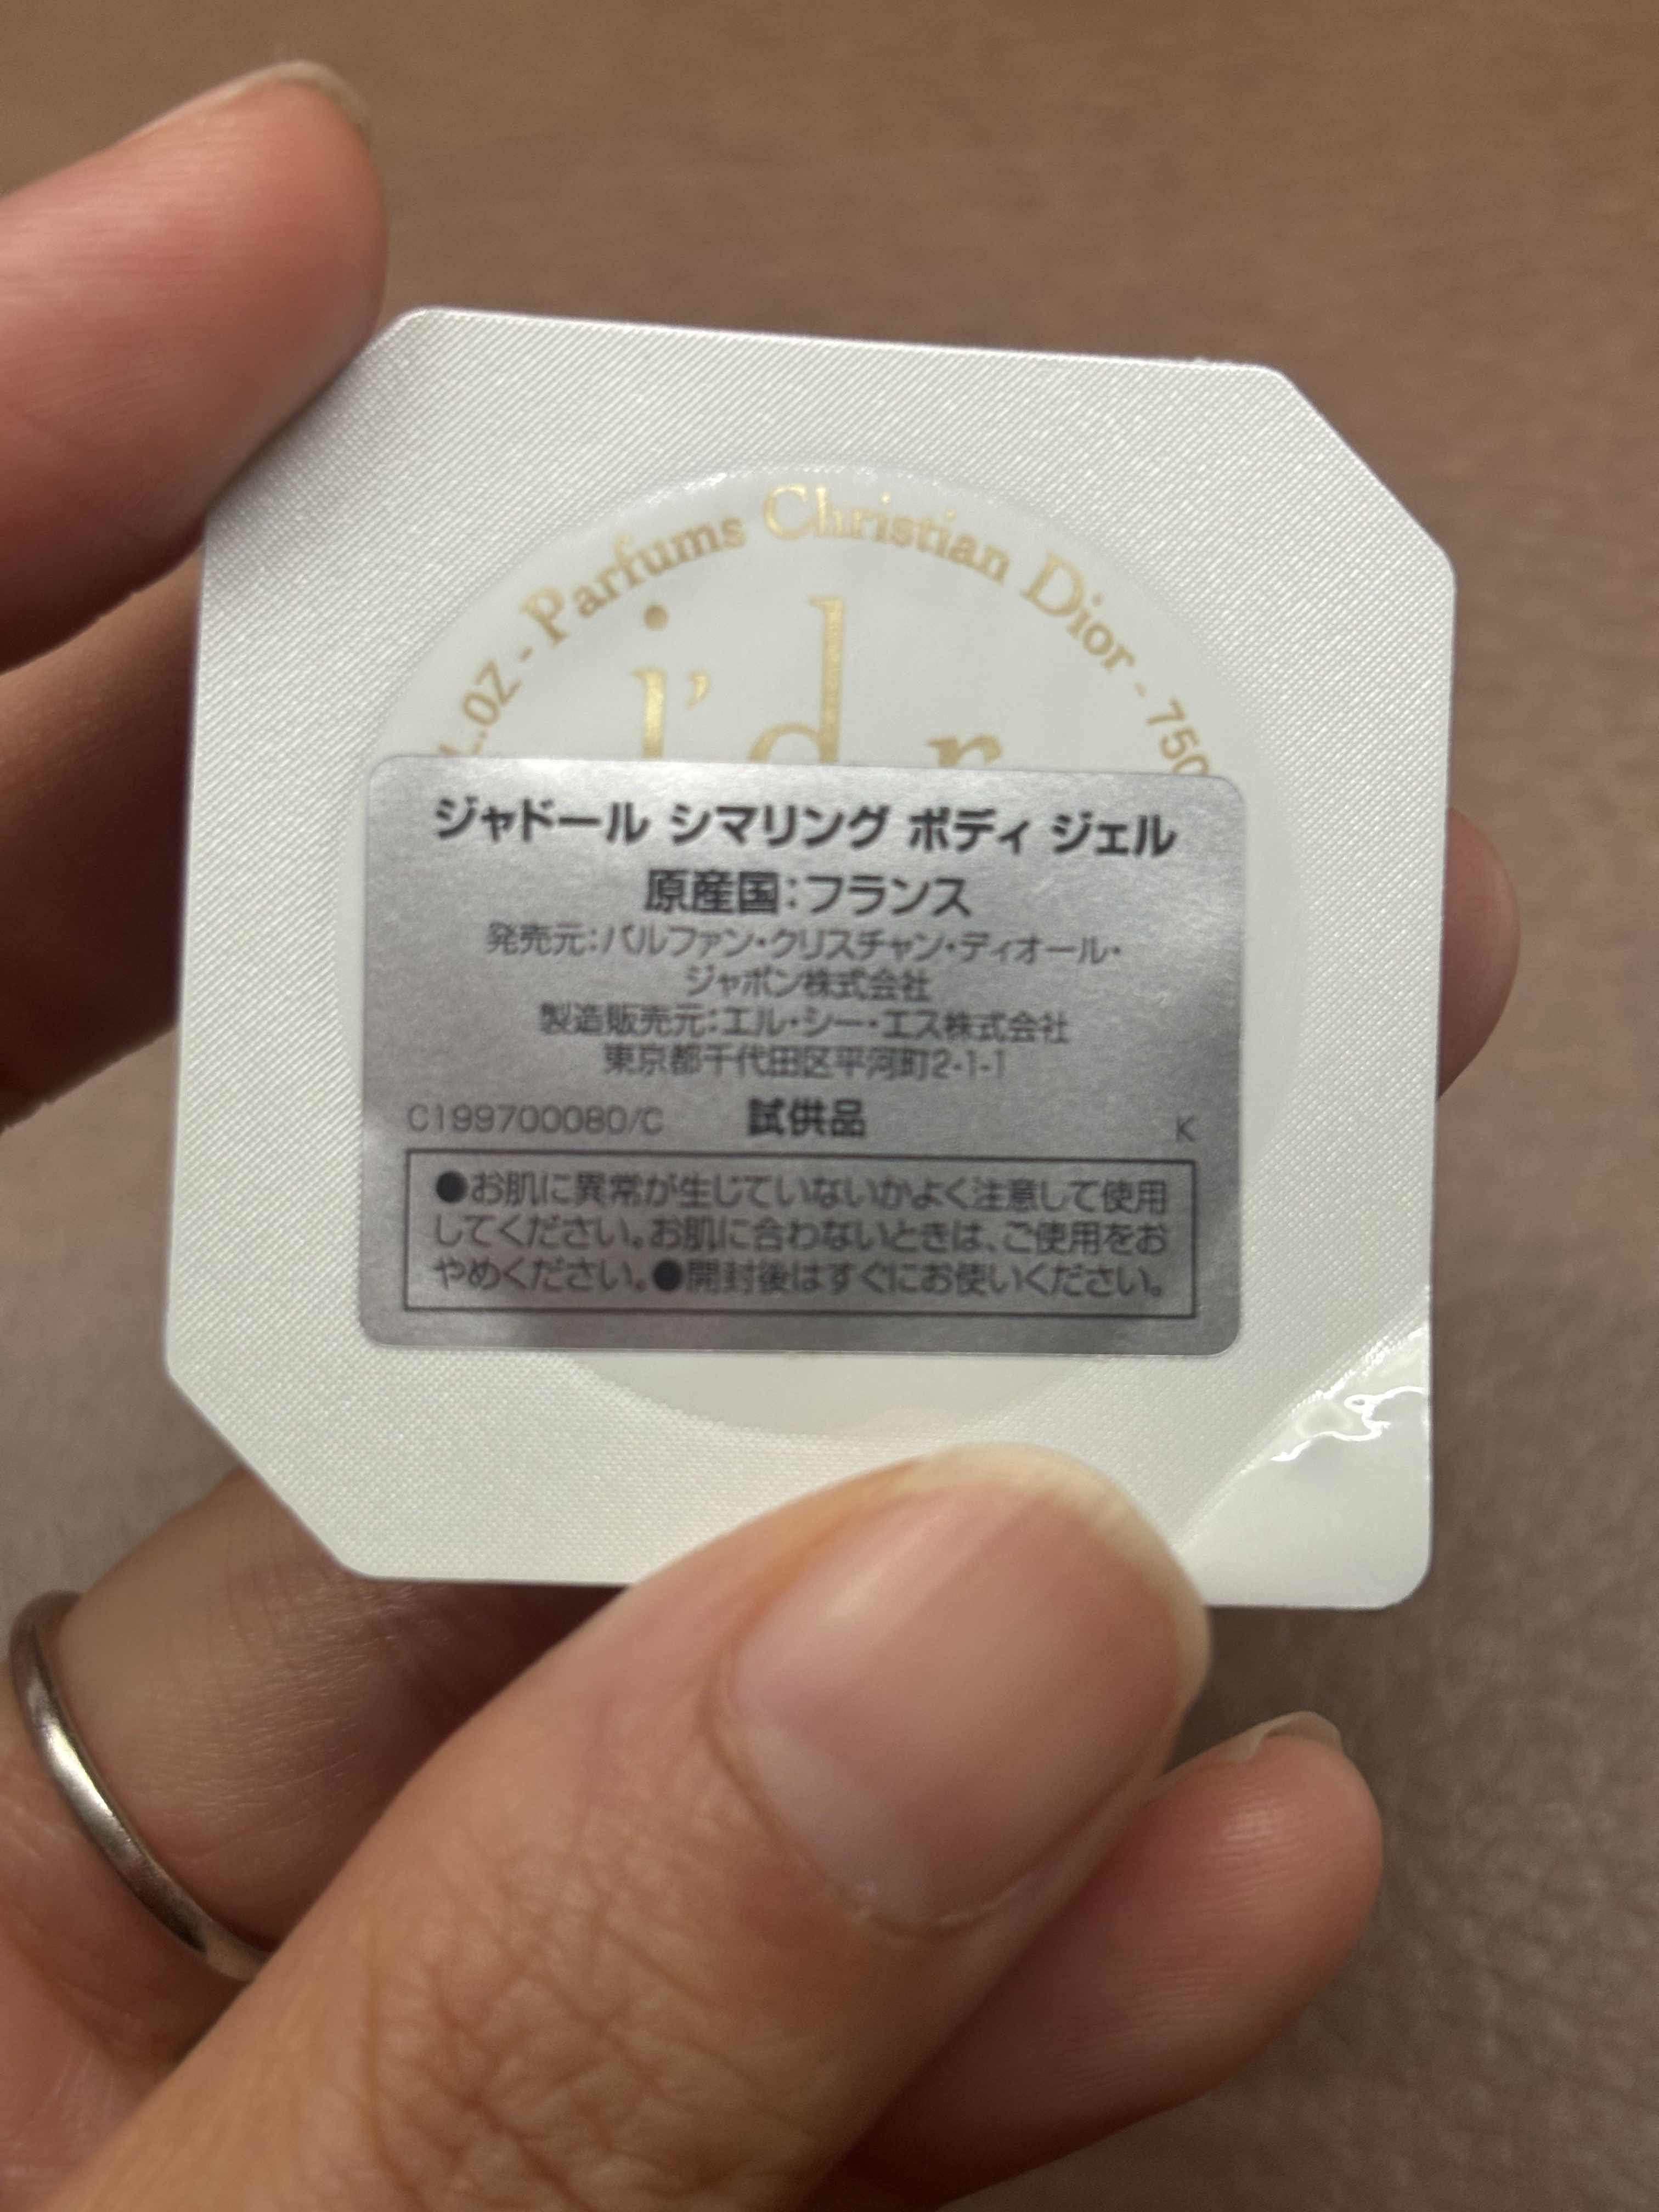 L.OZ - Parfums Christian Dior - 750
j'd r
ジャドール シマリング ボディ ジェル
原産国:フランス
発売元:パルファン・クリスチャン・ディオール・
ジャポン株式会社
製造販売元:エル・シー・エス株式会社
東京都千代田区平河町2-1-1
C199700080/C 試供品 K
●お肌に異常が生じていないかよく注意して使用
してください。お肌に合わないときは、ご使用をお
やめください。●開封後はすぐにお使いください。